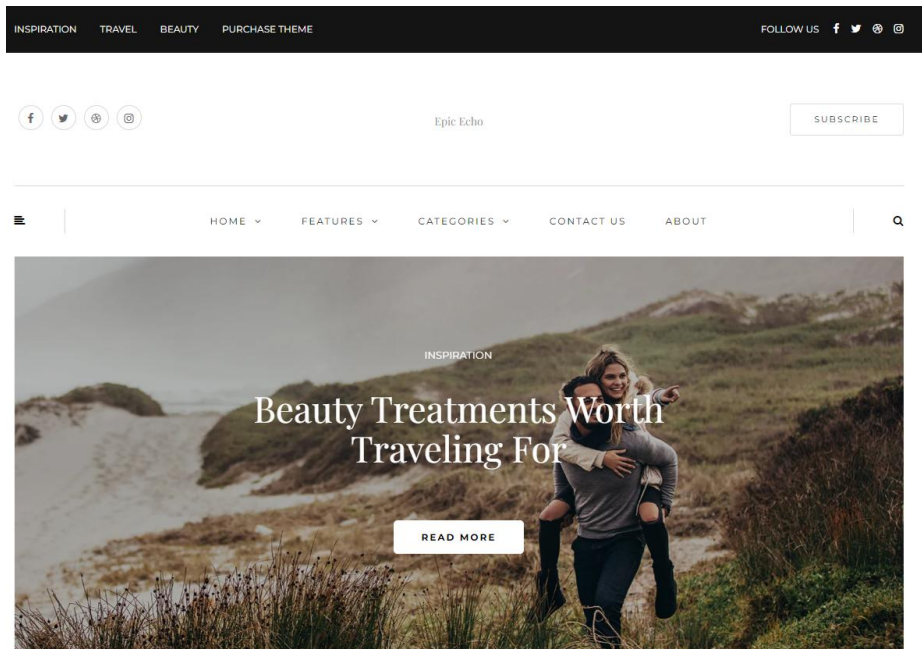 INSPIRATION TRAVEL BEAUTY PURCHASE THEME FOLLOW US
Epic Echo SUBSCRIBE
HOME FEATURES CATEGORIES CONTACT US ABOUT
INSPIRATION
Beauty Treatments Worth
Traveling For
READ MORE